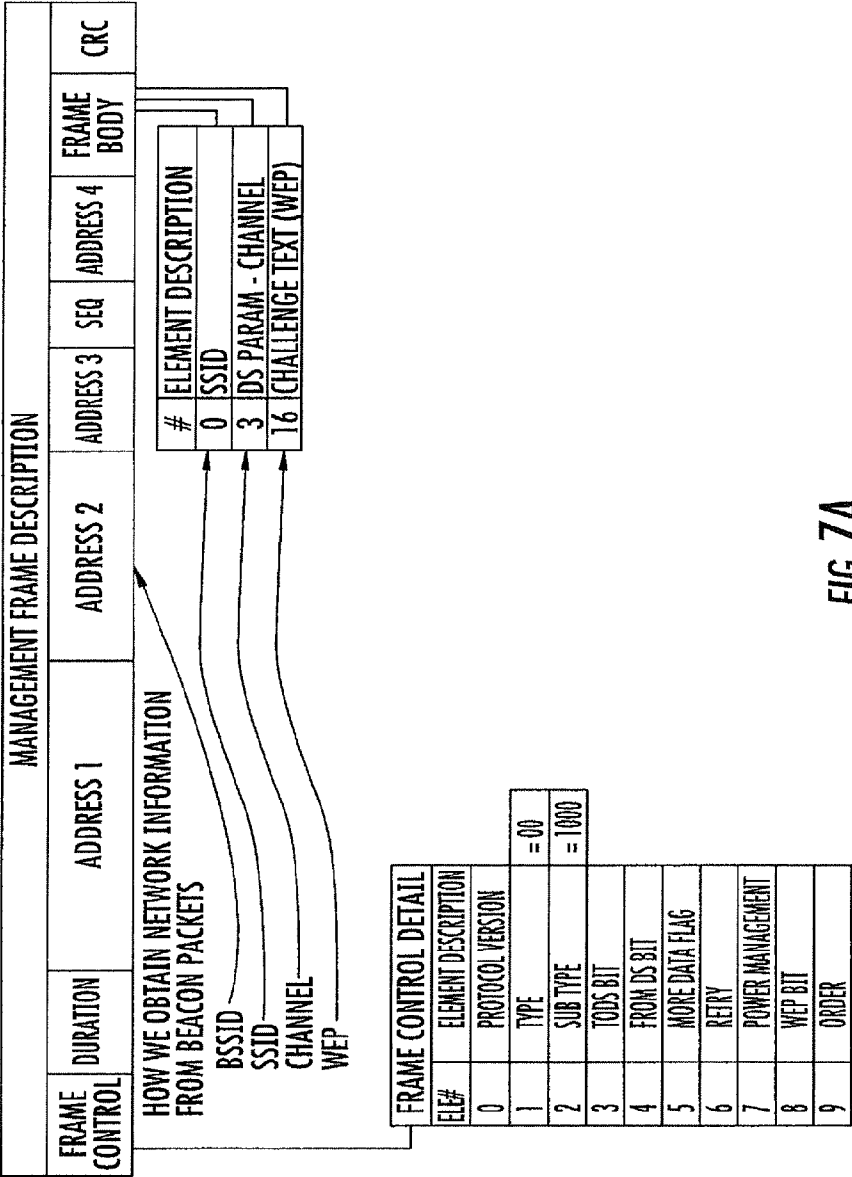 MANAGEMENT FRAME DESCRIPTION
FRAME CONTROL
DURATION
ADDRESS 1
ADDRESS 2
ADDRESS 3
SEQ
ADDRESS 4
FRAME BODY
CRC
HOW WE OBTAIN NETWORK INFORMATION
FROM BEACON PACKETS
BSSID
SSID
CHANNEL
WEP
# ELEMENT DESCRIPTION
0 SSID
3 DS PARAM - CHANNEL
16 CHALLENGE TEXT (WEP)
FRAME CONTROL DETAIL
ELE# ELEMENT DESCRIPTION
0 PROTOCOL VERSION
1 TYPE = 00
2 SUB TYPE = 1000
3 TODS BIT
4 FROM DS BIT
5 MORE DATA FLAG
6 RETRY
7 POWER MANAGEMENT
8 WEP BIT
9 ORDER
FIG. 7A